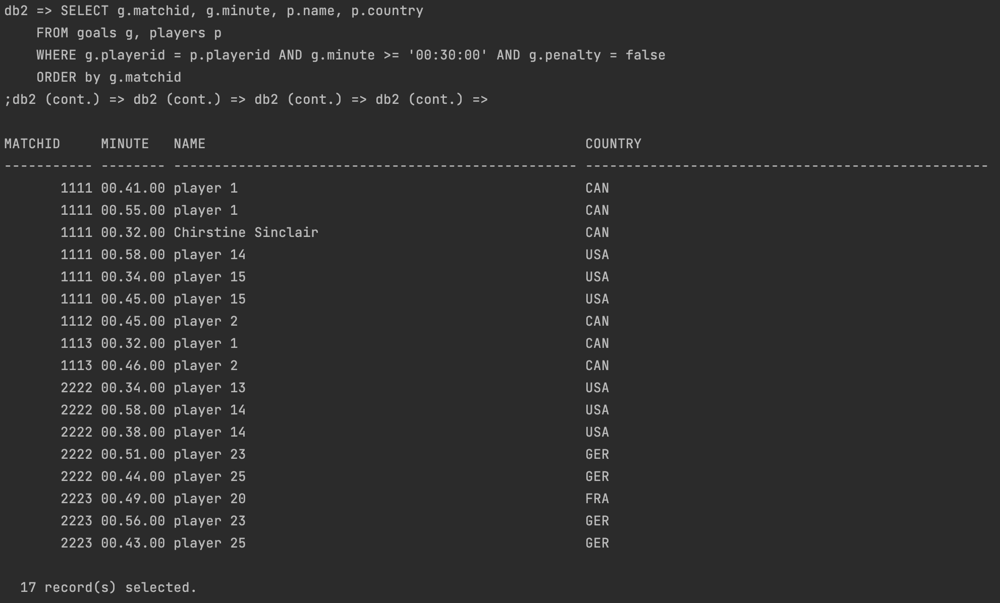 db2 => SELECT g.matchid, g.minute, p.name, p.country
    FROM goals g, players p
    WHERE g.playerid = p.playerid AND g.minute >= '00:30:00' AND g.penalty = false
    ORDER by g.matchid
;db2 (cont.) => db2 (cont.) => db2 (cont.) => db2 (cont.) =>
MATCHID     MINUTE   NAME                                               COUNTRY
----------- -------- -------------------------------------------------- --------------------------------------------------
       1111 00.41.00 player 1                                           CAN
       1111 00.55.00 player 1                                           CAN
       1111 00.32.00 Chirstine Sinclair                                 CAN
       1111 00.58.00 player 14                                          USA
       1111 00.34.00 player 15                                          USA
       1111 00.45.00 player 15                                          USA
       1112 00.45.00 player 2                                           CAN
       1113 00.32.00 player 1                                           CAN
       1113 00.46.00 player 2                                           CAN
       2222 00.34.00 player 13                                          USA
       2222 00.58.00 player 14                                          USA
       2222 00.38.00 player 14                                          USA
       2222 00.51.00 player 23                                          GER
       2222 00.44.00 player 25                                          GER
       2223 00.49.00 player 20                                          FRA
       2223 00.56.00 player 23                                          GER
       2223 00.43.00 player 25                                          GER
  17 record(s) selected.